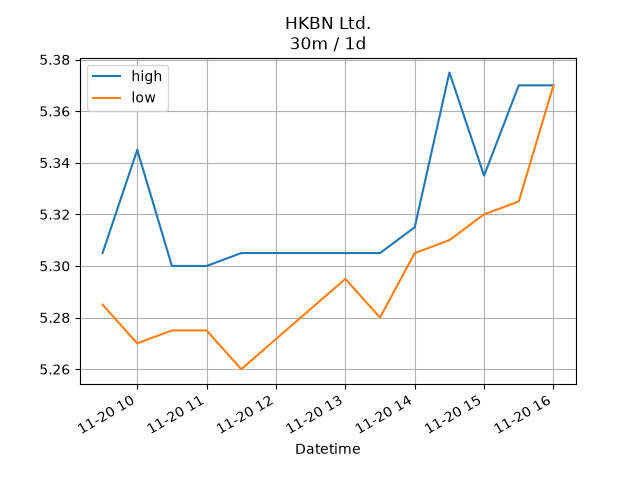 HKBN Ltd.
30m / 1d
high
low
5.38
5.36
5.34
5.32
5.30
5.28
5.26
11-20 10
11-20 11
11-20 12
11-20 13
11-20 14
11-20 15
11-20 16
Datetime